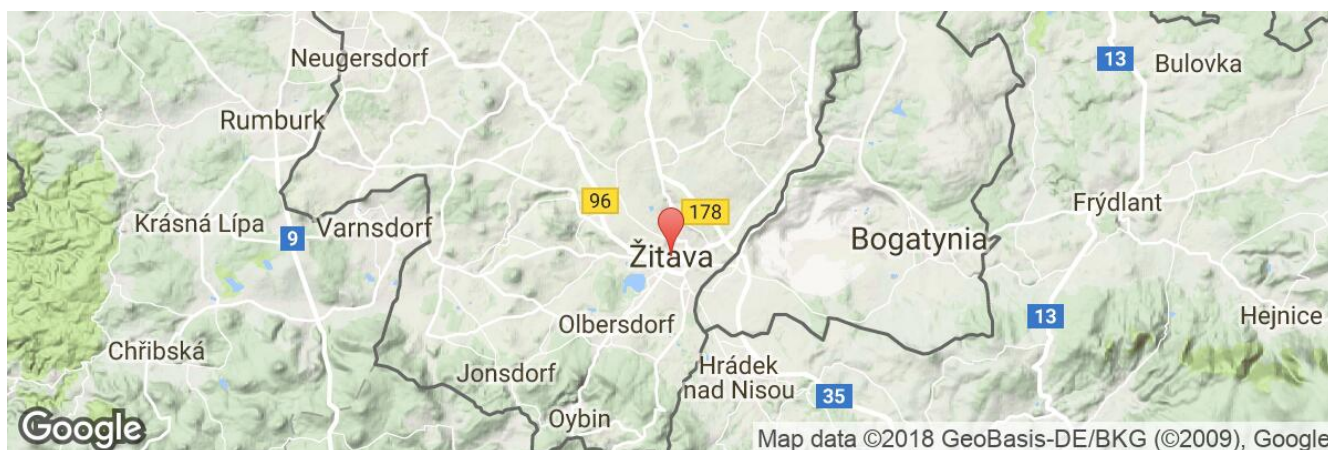 Neugersdorf
13
Bulovka
Rumburk
96
178
Frýdlant
Krásná Lípa
Varnsdorf
9
Žitava
Bogatynia
Olbersdorf
13
Hejnice
Chřibská
Jonsdorf
Hrádek
nad Nisou
35
Oybin
Google
Map data ©2018 GeoBasis-DE/BKG (©2009), Google